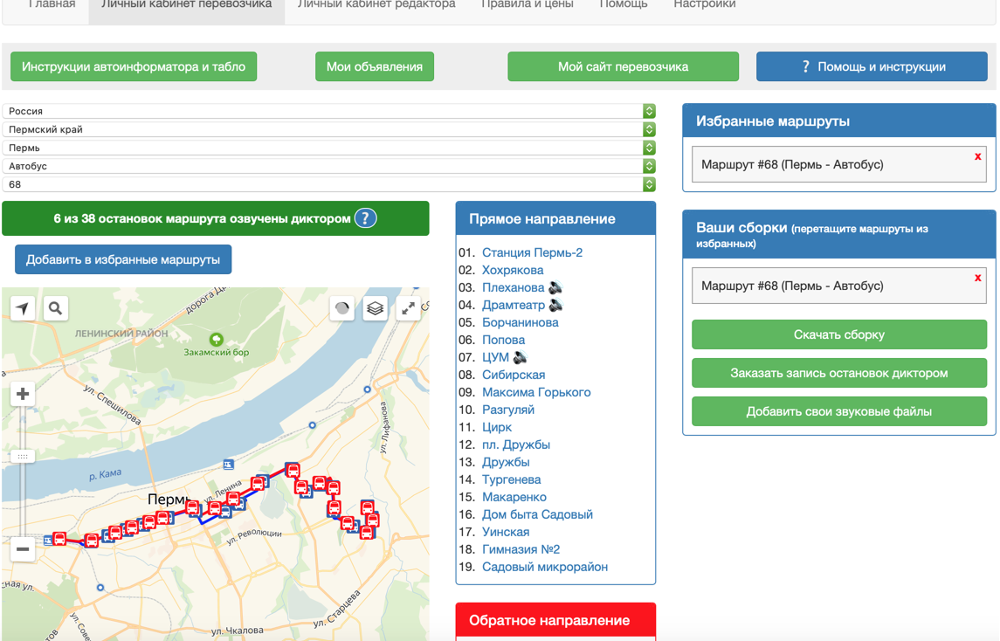 Главная
Личный кабинет перевозчика
Личный кабинет редактора
Правила и цены
Помощь
Настройки
Инструкции автоинформатора и табло
Мои объявления
Мой сайт перевозчика
? Помощь и инструкции
Россия
Пермский край
Пермь
Автобус
68
6 из 38 остановок маршрута озвучены диктором ?
Добавить в избранные маршруты
дорога Д
ЛЕНИНСКИЙ РАЙОН
Закамский бор
ул. Спешилова
ул. Лифанова
р. Кама
ул. Ленина
Пермь
ул. Революции
сная ул.
ул. Старцева
ул. Чкалова
Прямое направление
01. Станция Пермь-2
02. Хохрякова
03. Плеханова
04. Драмтеатр
05. Борчанинова
06. Попова
07. ЦУМ
08. Сибирская
09. Максима Горького
10. Разгуляй
11. Цирк
12. пл. Дружбы
13. Дружбы
14. Тургенева
15. Макаренко
16. Дом быта Садовый
17. Уинская
18. Гимназия №2
19. Садовый микрорайон
Обратное направление
Избранные маршруты
Маршрут #68 (Пермь - Автобус)
x
Ваши сборки (перетащите маршруты из
избранных)
Маршрут #68 (Пермь - Автобус)
x
Скачать сборку
Заказать запись остановок диктором
Добавить свои звуковые файлы